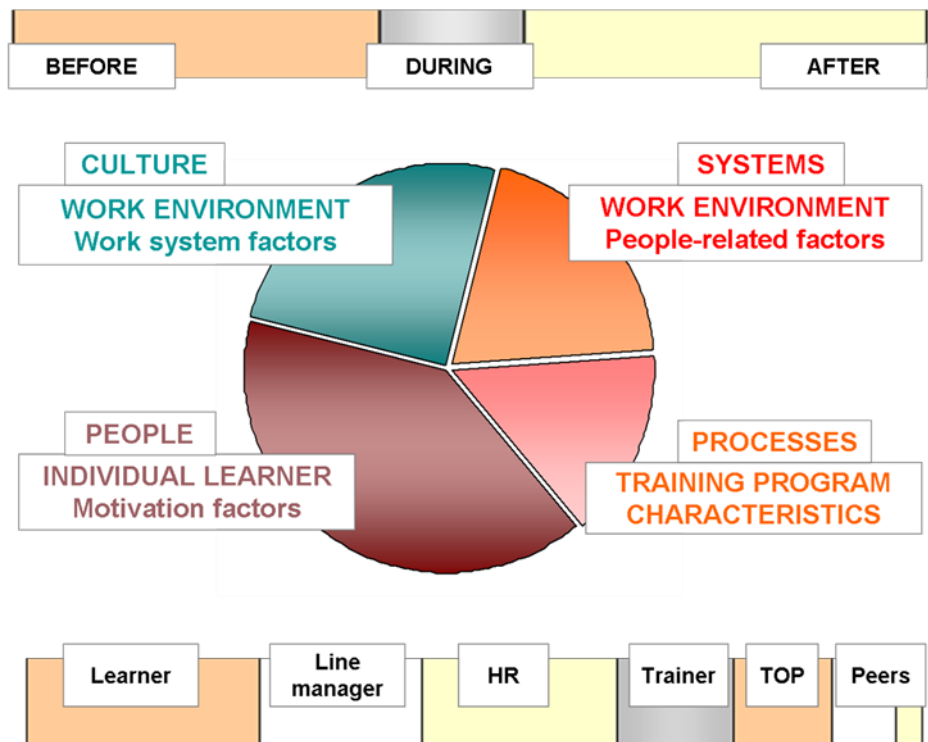 BEFORE
DURING
AFTER
CULTURE
WORK ENVIRONMENT
Work system factors
SYSTEMS
WORK ENVIRONMENT
People-related factors
PEOPLE
INDIVIDUAL LEARNER
Motivation factors
PROCESSES
TRAINING PROGRAM
CHARACTERISTICS
Learner
Line
manager
HR
Trainer
TOP
Peers